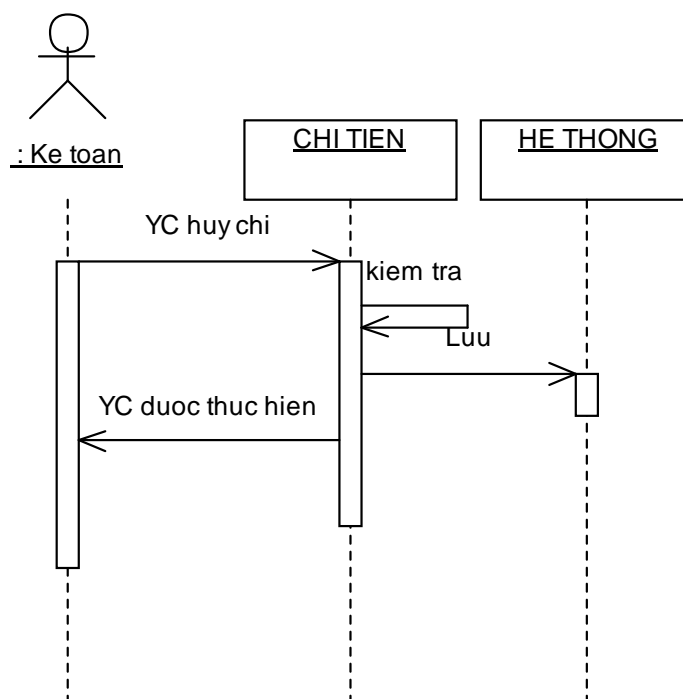 : Ke toan
CHI TIEN
HE THONG
YC huy chi
kiem tra
Luu
YC duoc thuc hien